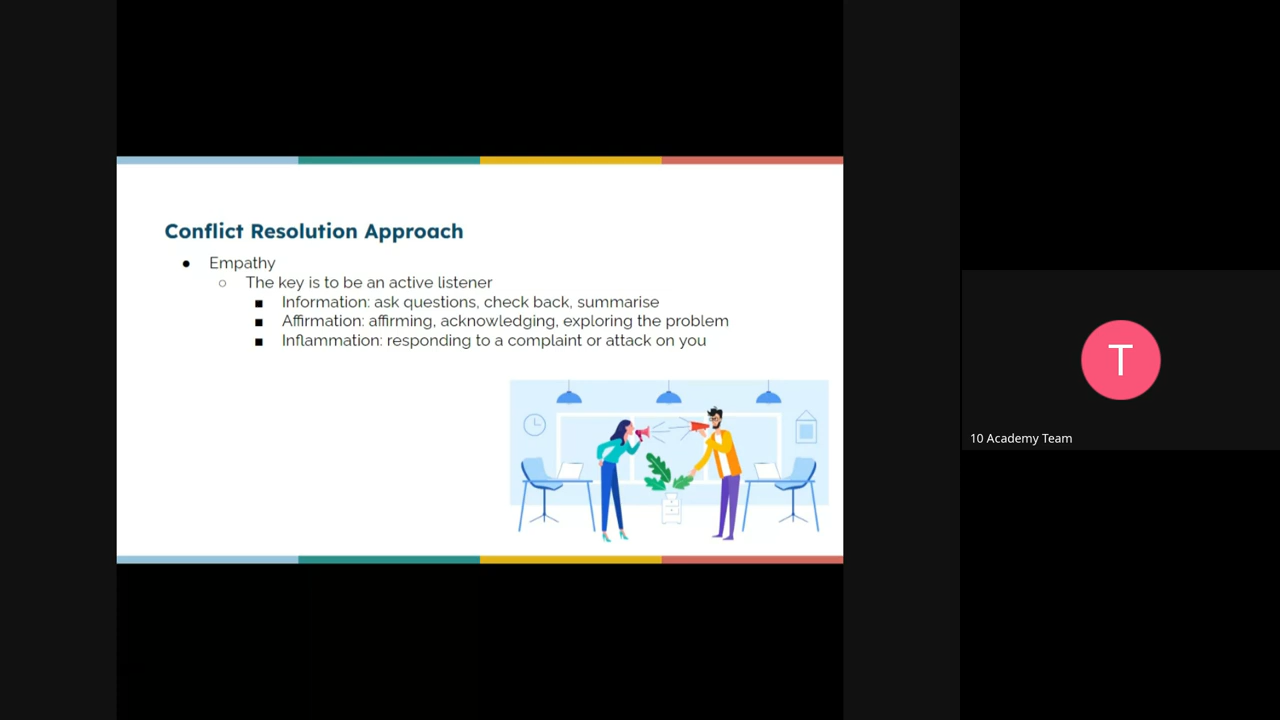 Conflict Resolution Approach
● Empathy
○ The key is to be an active listener
■ Information: ask questions, check back, summarise
■ Affirmation: affirming, acknowledging, exploring the problem
■ Inflammation: responding to a complaint or attack on you
T
10 Academy Team